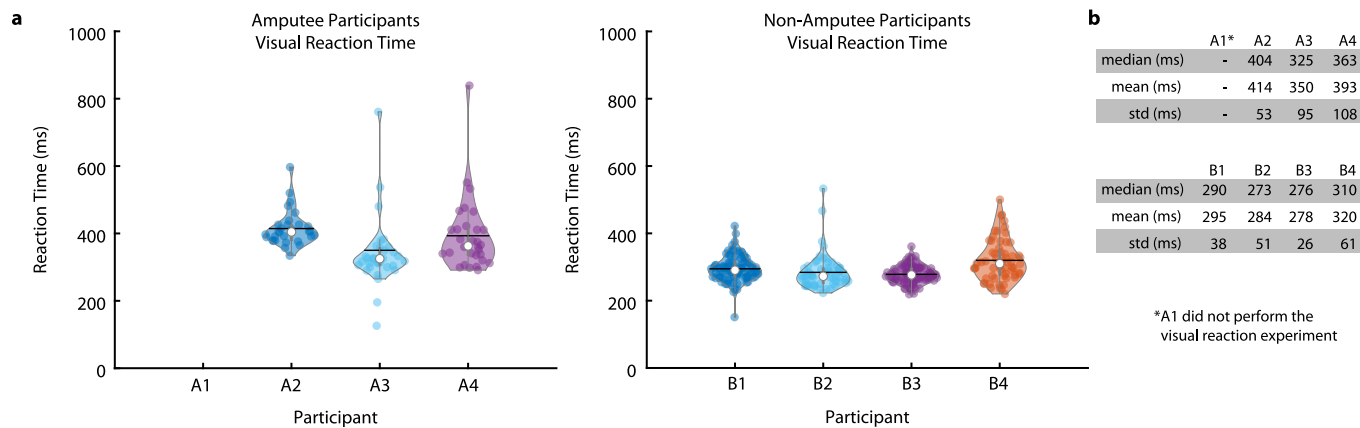 a
Amputee Participants
Visual Reaction Time
1000
800
600
400
200
0
Reaction Time (ms)
A1 A2 A3 A4
Participant
Non-Amputee Participants
Visual Reaction Time
1000
800
600
400
200
0
Reaction Time (ms)
B1 B2 B3 B4
Participant
b
A1* A2 A3 A4
median (ms) - 404 325 363
mean (ms) - 414 350 393
std (ms) - 53 95 108
B1 B2 B3 B4
median (ms) 290 273 276 310
mean (ms) 295 284 278 320
std (ms) 38 51 26 61
*A1 did not perform the
visual reaction experiment